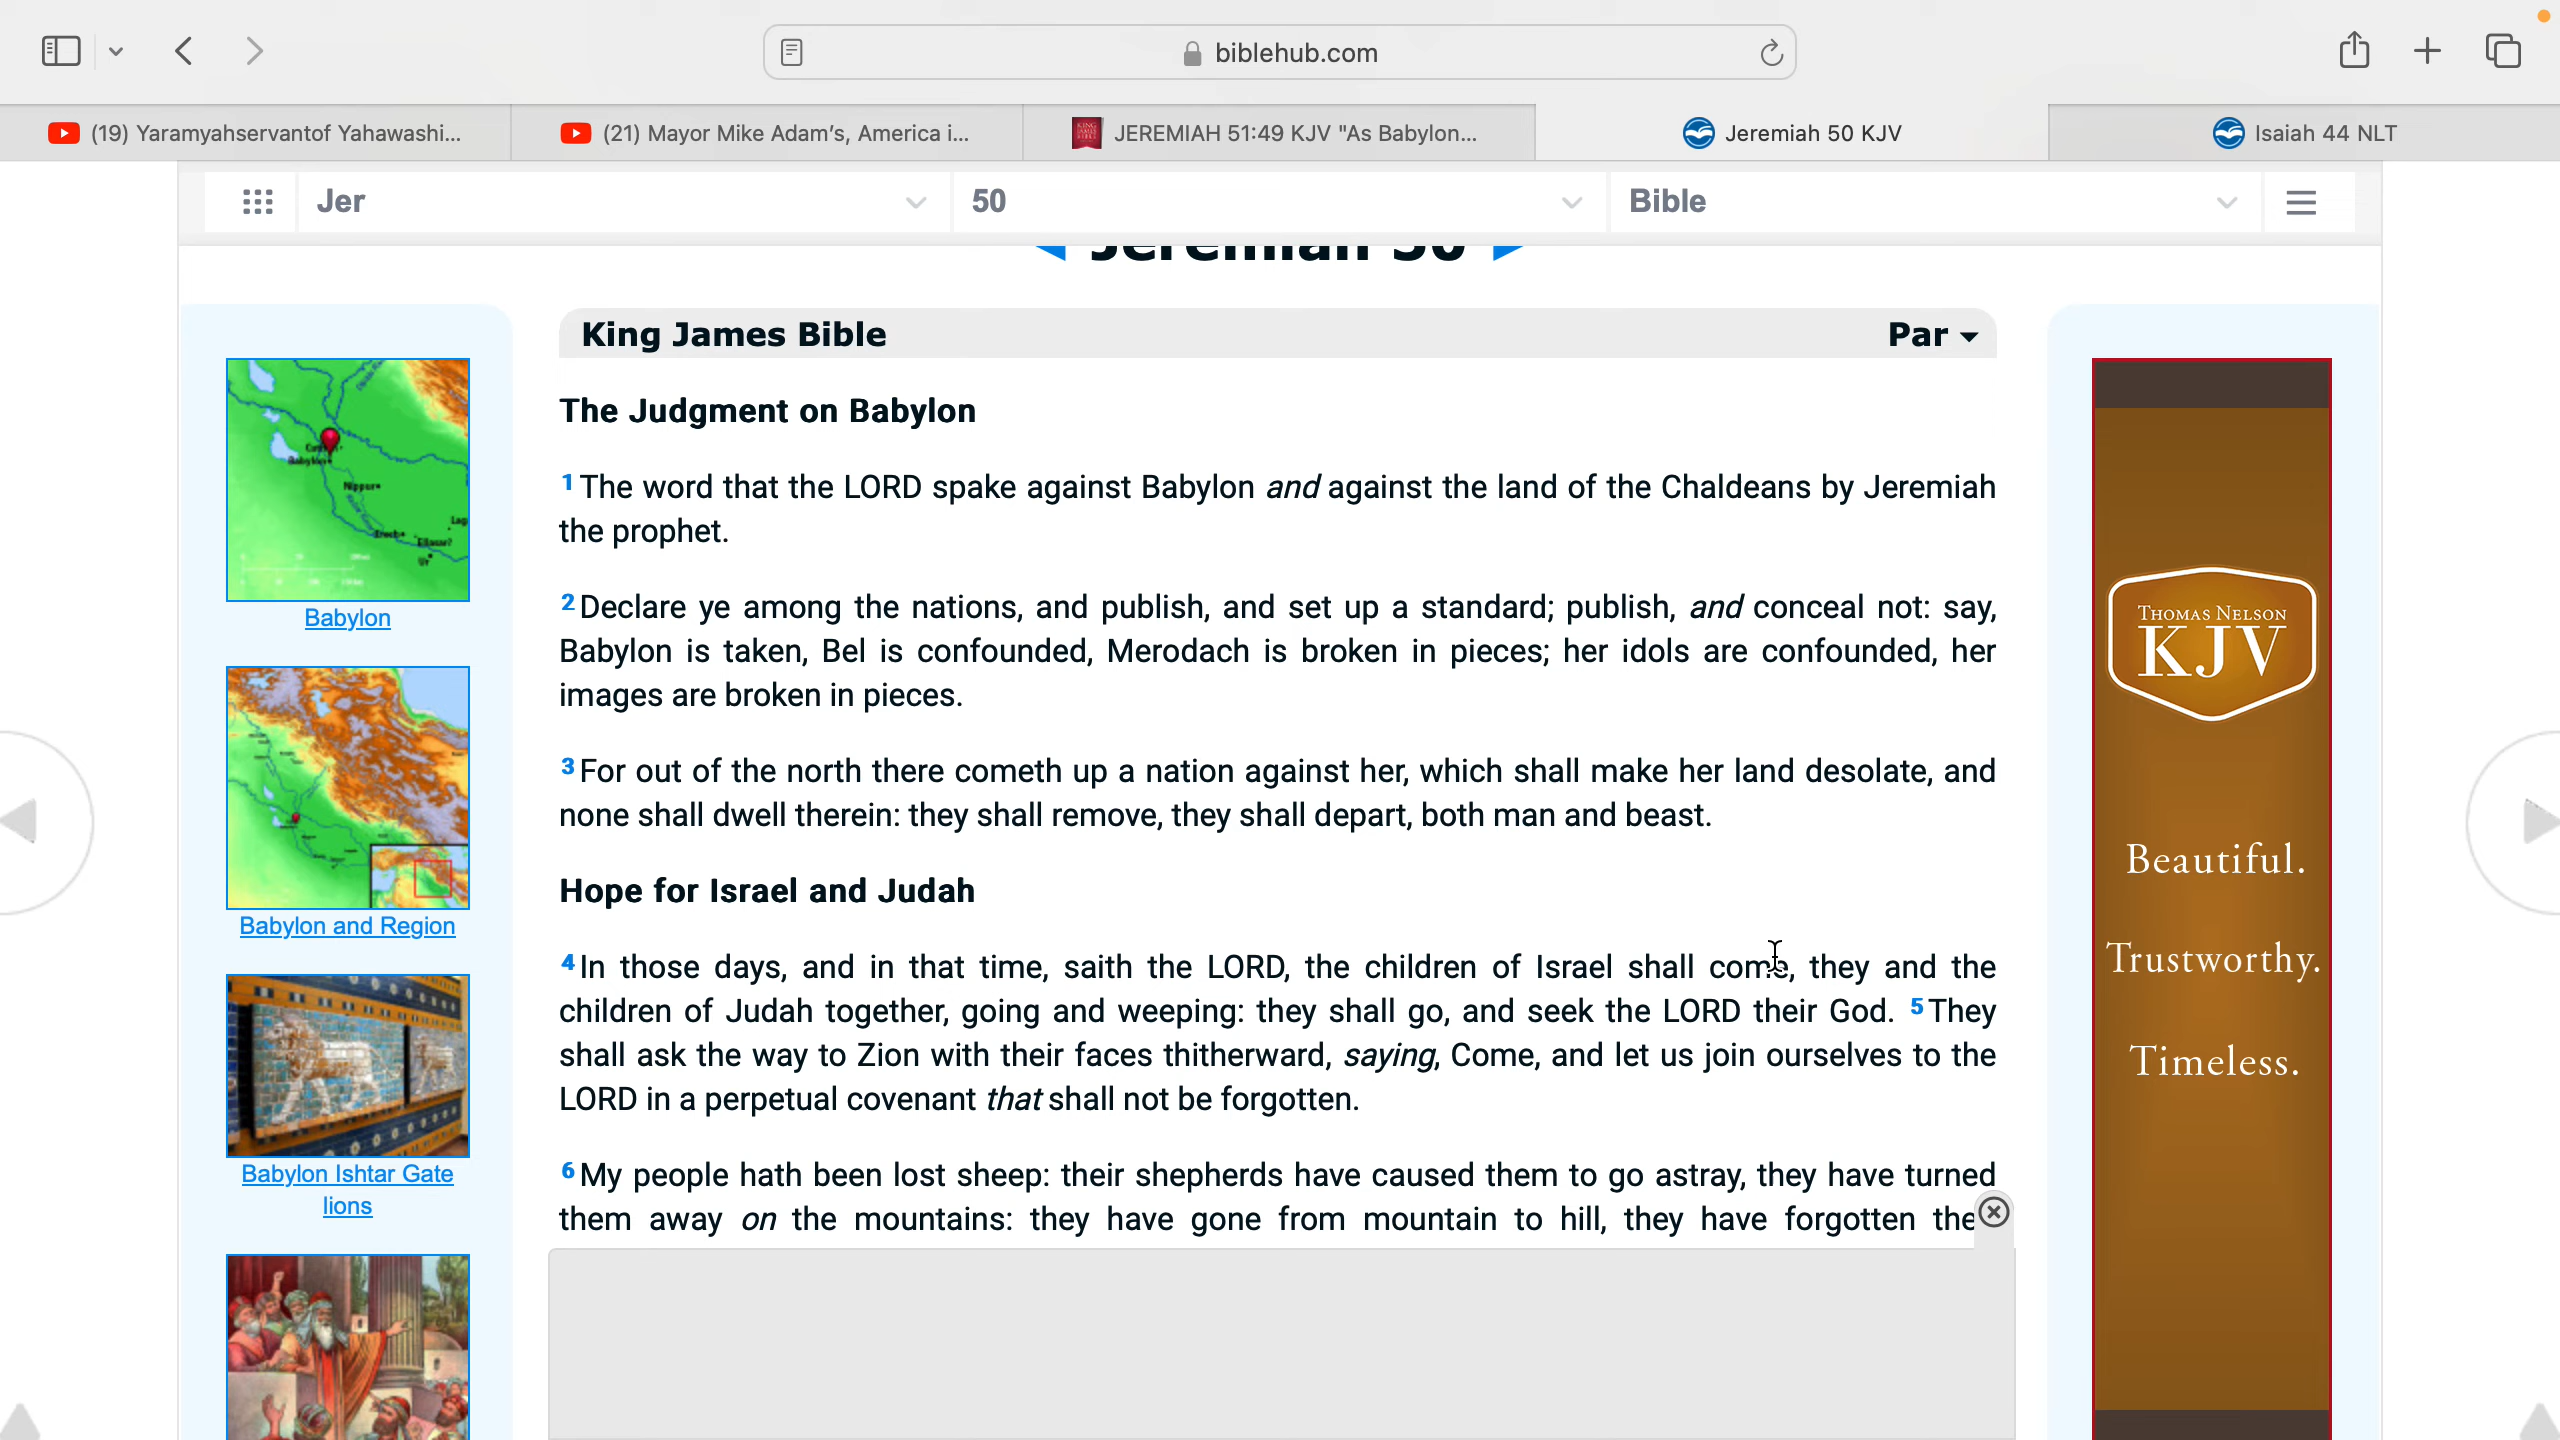 biblehub.com
(19) Yaramyahservantof Yahawashi...
(21) Mayor Mike Adam's, America i...
JEREMIAH 51:49 KJV "As Babylon...
Jeremiah 50 KJV
Isaiah 44 NLT
Jer
50
Bible
Jeremiah 50
King James Bible
Par
The Judgment on Babylon
1 The word that the LORD spake against Babylon and against the land of the Chaldeans by Jeremiah
the prophet.
2 Declare ye among the nations, and publish, and set up a standard; publish, and conceal not: say,
Babylon is taken, Bel is confounded, Merodach is broken in pieces; her idols are confounded, her
images are broken in pieces.
3 For out of the north there cometh up a nation against her, which shall make her land desolate, and
none shall dwell therein: they shall remove, they shall depart, both man and beast.
Hope for Israel and Judah
4 In those days, and in that time, saith the LORD, the children of Israel shall come, they and the
children of Judah together, going and weeping: they shall go, and seek the LORD their God. 5 They
shall ask the way to Zion with their faces thitherward, saying, Come, and let us join ourselves to the
LORD in a perpetual covenant that shall not be forgotten.
6 My people hath been lost sheep: their shepherds have caused them to go astray, they have turned
them away on the mountains: they have gone from mountain to hill, they have forgotten the
Babylon
Nippur
Babylon
Babylon and Region
Babylon Ishtar Gate
lions
THOMAS NELSON
KJV
Beautiful.
Trustworthy.
Timeless.